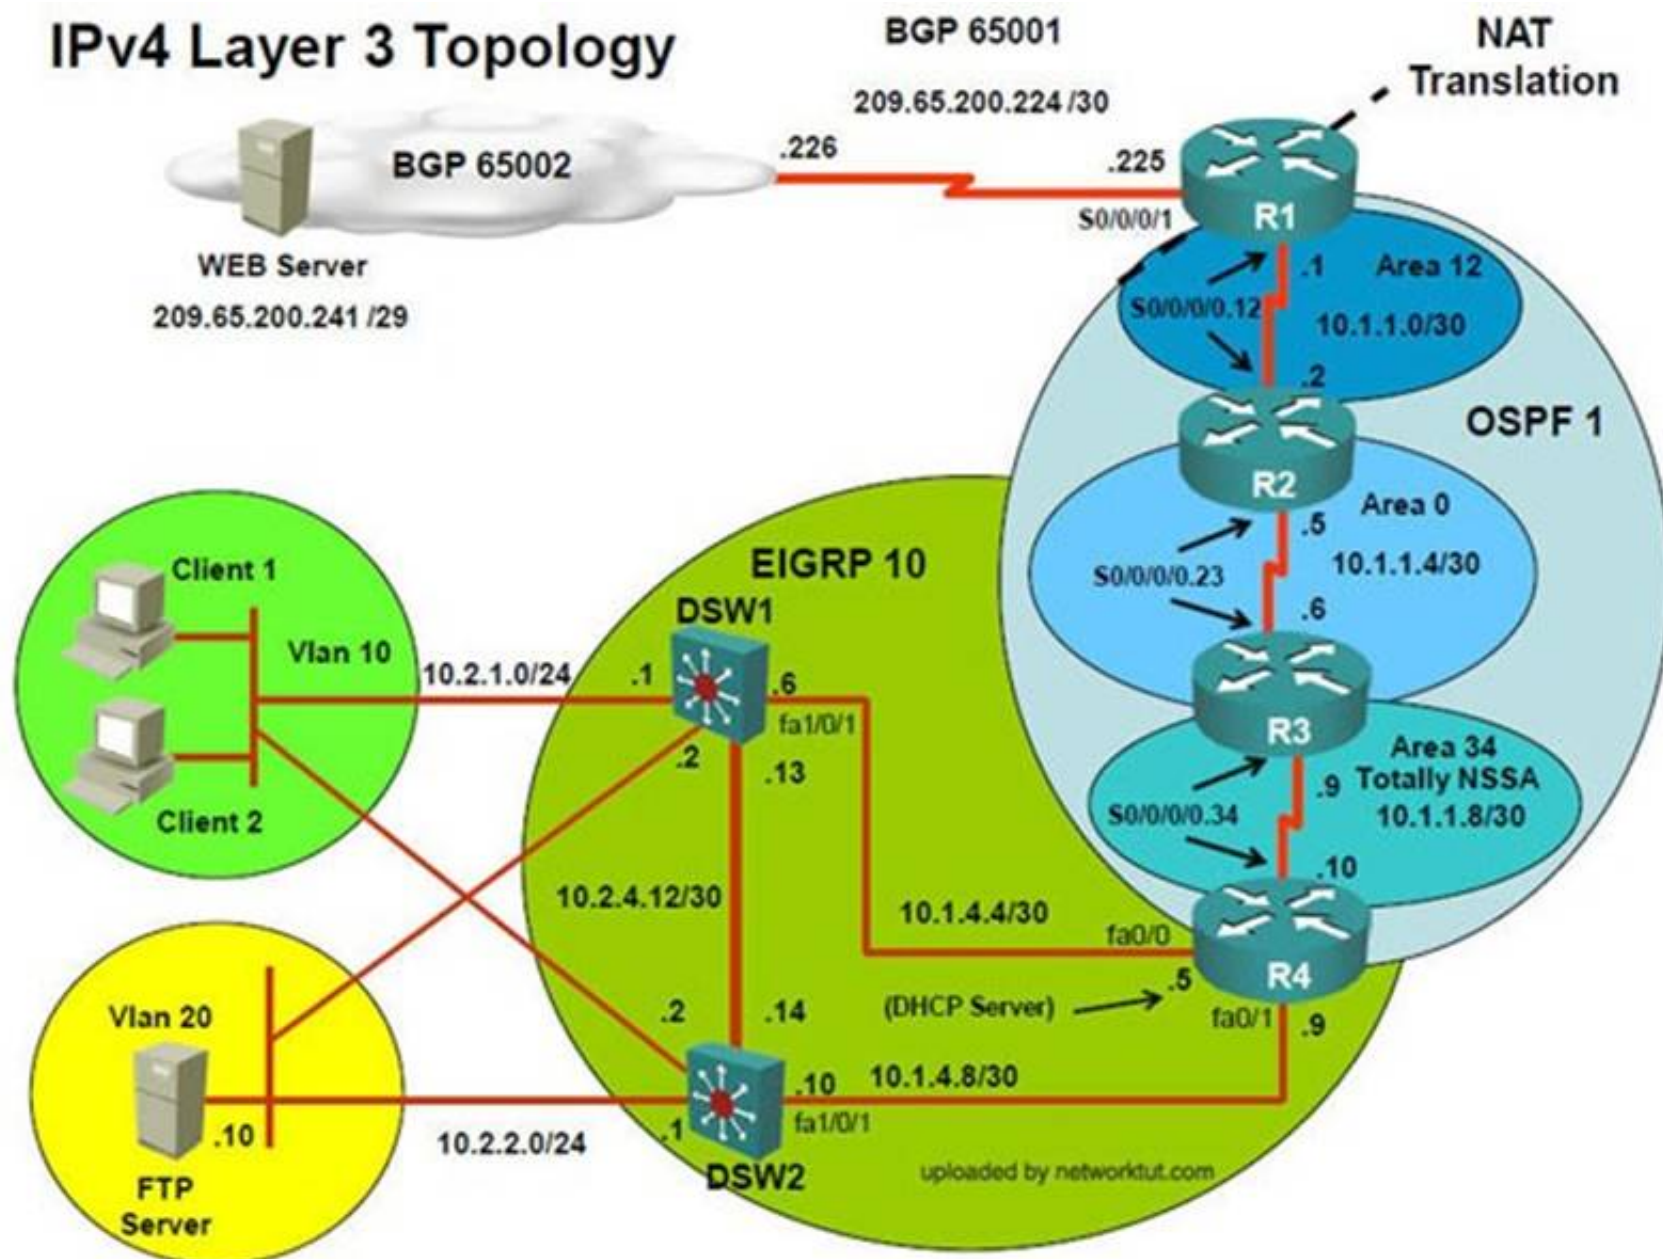 IPv4 Layer 3 Topology
BGP 65001
NAT
Translation
209.65.200.224 /30
BGP 65002
.226
.225
S0/0/0/1
R1
WEB Server
209.65.200.241 /29
.1
Area 12
S0/0/0/0.12
10.1.1.0/30
.2
OSPF 1
R2
Area 0
.5
10.1.1.4/30
S0/0/0/0.23
.6
R3
Area 34
Totally NSSA
10.1.1.8/30
.9
S0/0/0/0.34
.10
R4
EIGRP 10
Client 1
Vlan 10
Client 2
10.2.1.0/24
DSW1
.1
.6
fa1/0/1
.2
.13
10.2.4.12/30
10.1.4.4/30
fa0/0
.5
(DHCP Server)
fa0/1
.9
Vlan 20
.10
FTP
Server
10.2.2.0/24
.2
.14
.10
10.1.4.8/30
fa1/0/1
.1
DSW2
uploaded by networktut.com